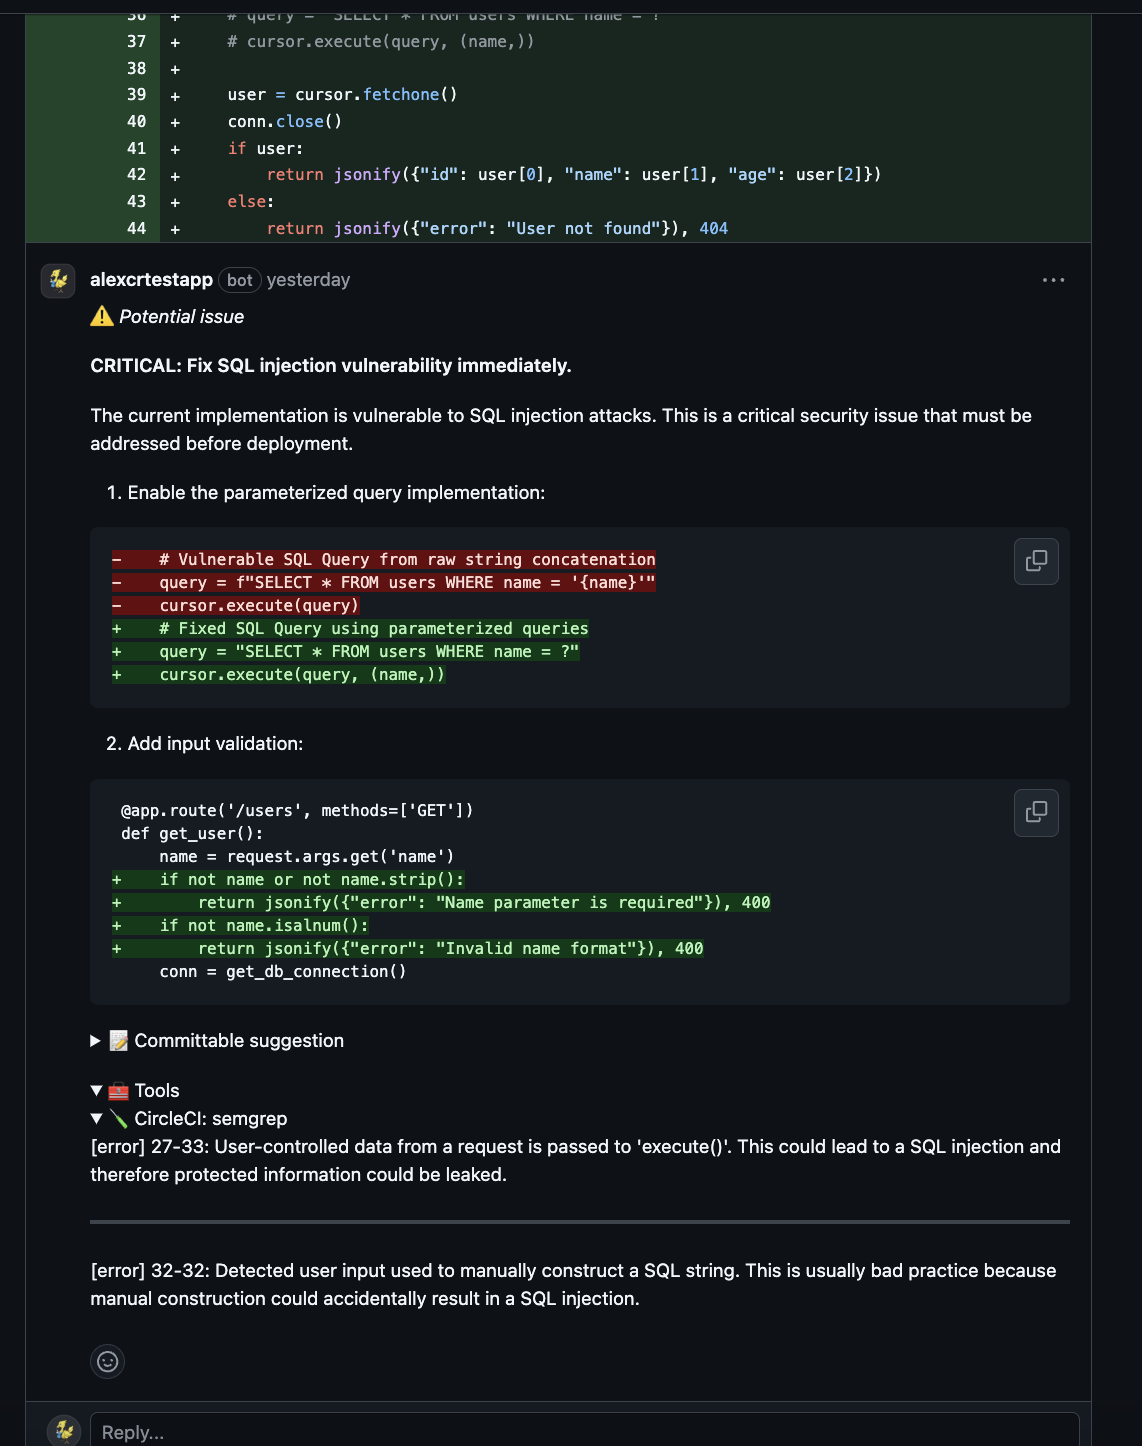 36 + # query = "SELECT * FROM users WHERE name = ?"
37 + # cursor.execute(query, (name,))
38 +
39 + user = cursor.fetchone()
40 + conn.close()
41 + if user:
42 + return jsonify({"id": user[0], "name": user[1], "age": user[2]})
43 + else:
44 + return jsonify({"error": "User not found"}), 404
alexcrtestapp bot yesterday
Potential issue
CRITICAL: Fix SQL injection vulnerability immediately.
The current implementation is vulnerable to SQL injection attacks. This is a critical security issue that must be
addressed before deployment.
1. Enable the parameterized query implementation:
- # Vulnerable SQL Query from raw string concatenation
- query = f"SELECT * FROM users WHERE name = '{name}'"
- cursor.execute(query)
+ # Fixed SQL Query using parameterized queries
+ query = "SELECT * FROM users WHERE name = ?"
+ cursor.execute(query, (name,))
2. Add input validation:
@app.route('/users', methods=['GET'])
def get_user():
name = request.args.get('name')
+ if not name or not name.strip():
+ return jsonify({"error": "Name parameter is required"}), 400
+ if not name.isalnum():
+ return jsonify({"error": "Invalid name format"}), 400
conn = get_db_connection()
Committable suggestion
Tools
CircleCI: semgrep
[error] 27-33: User-controlled data from a request is passed to 'execute()'. This could lead to a SQL injection and
therefore protected information could be leaked.
[error] 32-32: Detected user input used to manually construct a SQL string. This is usually bad practice because
manual construction could accidentally result in a SQL injection.
Reply...